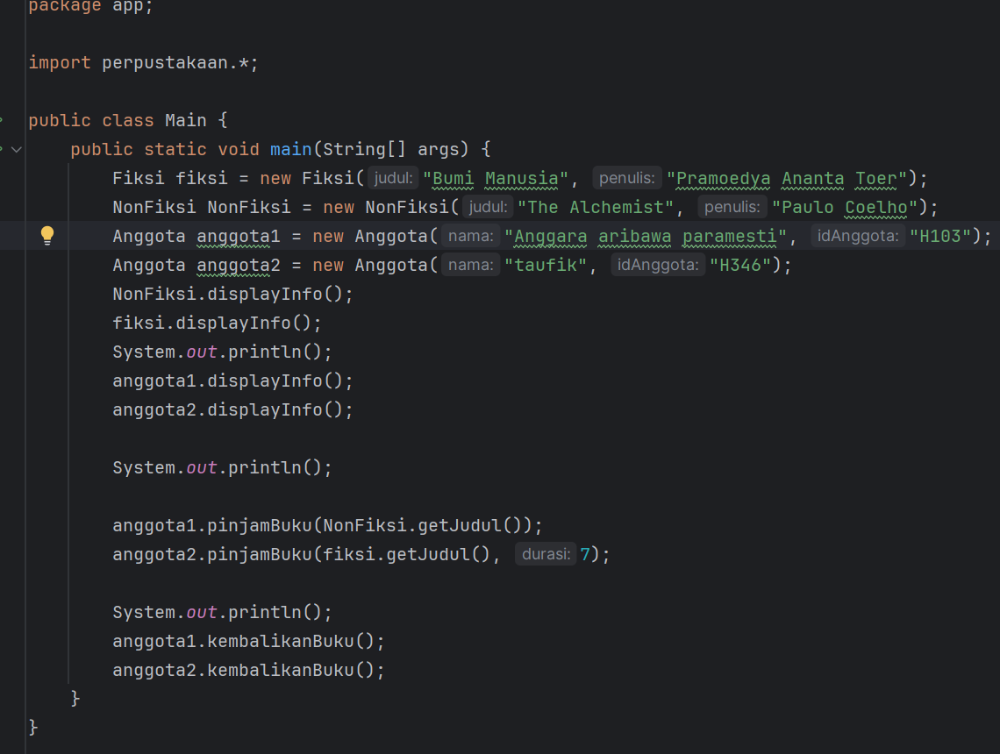 package app;
import perpustakaan.*;
public class Main {
public static void main(String[] args) {
Fiksi fiksi = new Fiksi( judul: "Bumi Manusia", penulis: "Pramoedya Ananta Toer");
NonFiksi NonFiksi = new NonFiksi( judul: "The Alchemist", penulis: "Paulo Coelho");
Anggota anggota1 = new Anggota( nama: "Anggara aribawa paramesti", idAnggota: "H103");
Anggota anggota2 = new Anggota( nama: "taufik", idAnggota: "H346");
NonFiksi.displayInfo();
fiksi.displayInfo();
System.out.println();
anggota1.displayInfo();
anggota2.displayInfo();
System.out.println();
anggota1.pinjamBuku(NonFiksi.getJudul());
anggota2.pinjamBuku(fiksi.getJudul(), durasi: 7);
System.out.println();
anggota1.kembalikanBuku();
anggota2.kembalikanBuku();
}
}